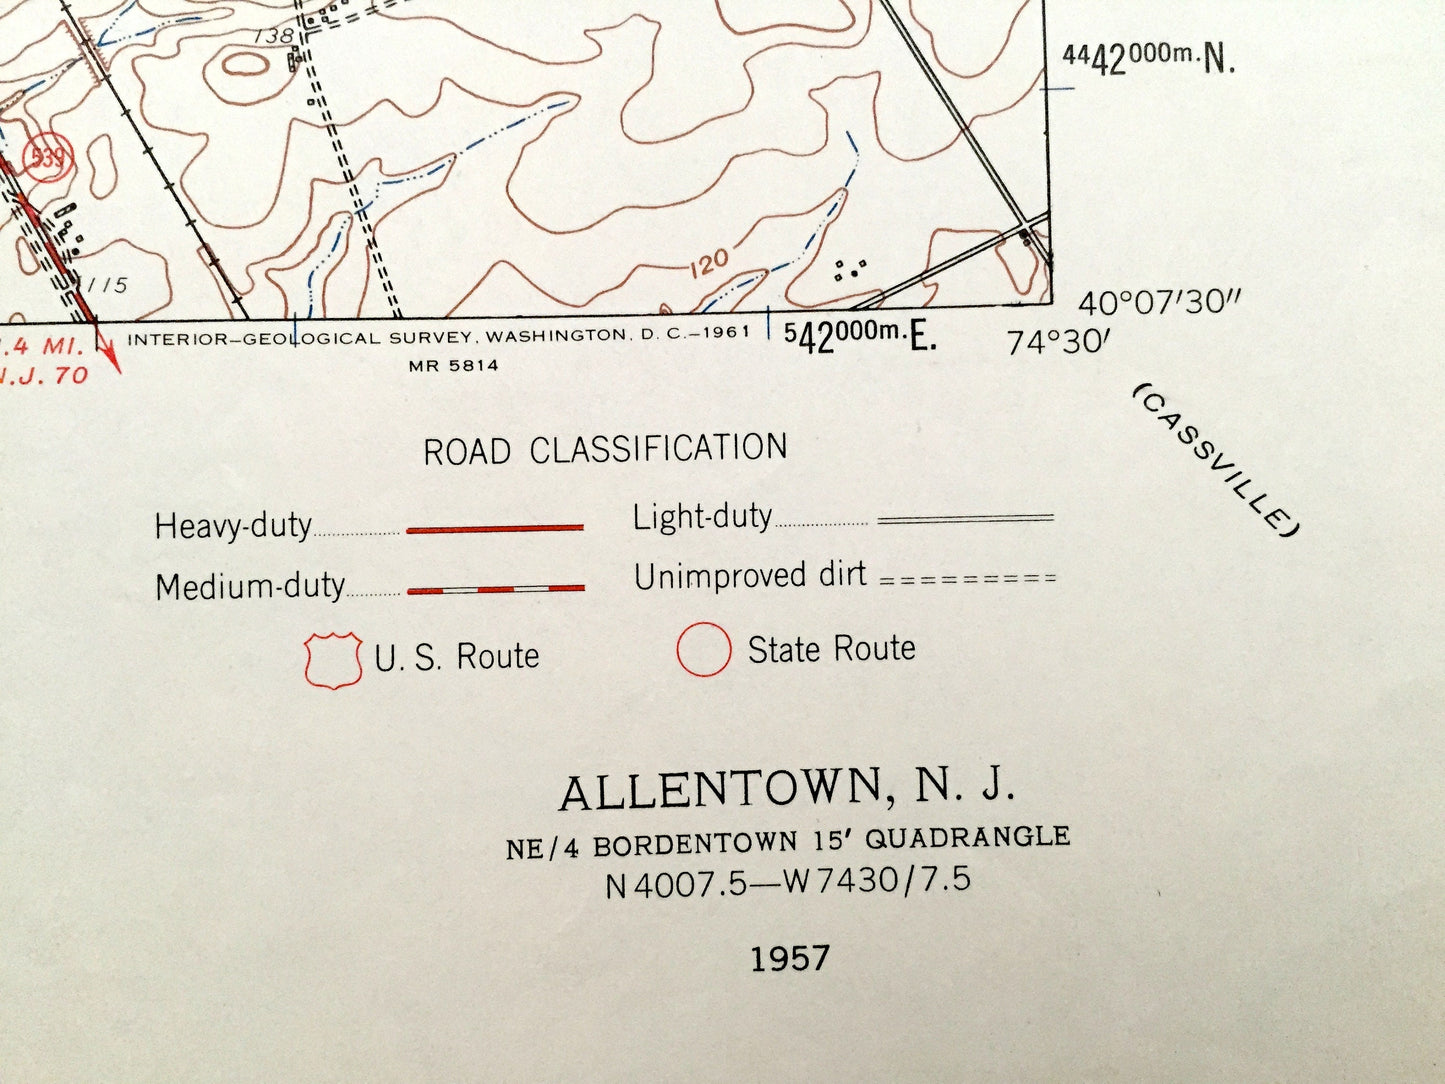 138
4442000m.N.
539
120
115
40°07′30″
.4 MI.
INTERIOR–GEOLOGICAL SURVEY, WASHINGTON, D. C.–1961
542000m.E.
74°30′
N.J. 70
MR 5814
(CASSVILLE)
ROAD CLASSIFICATION
Heavy-duty
Light-duty
Medium-duty
Unimproved dirt
U. S. Route
State Route
ALLENTOWN, N. J.
NE/4 BORDENTOWN 15′ QUADRANGLE
N4007.5—W7430/7.5
1957